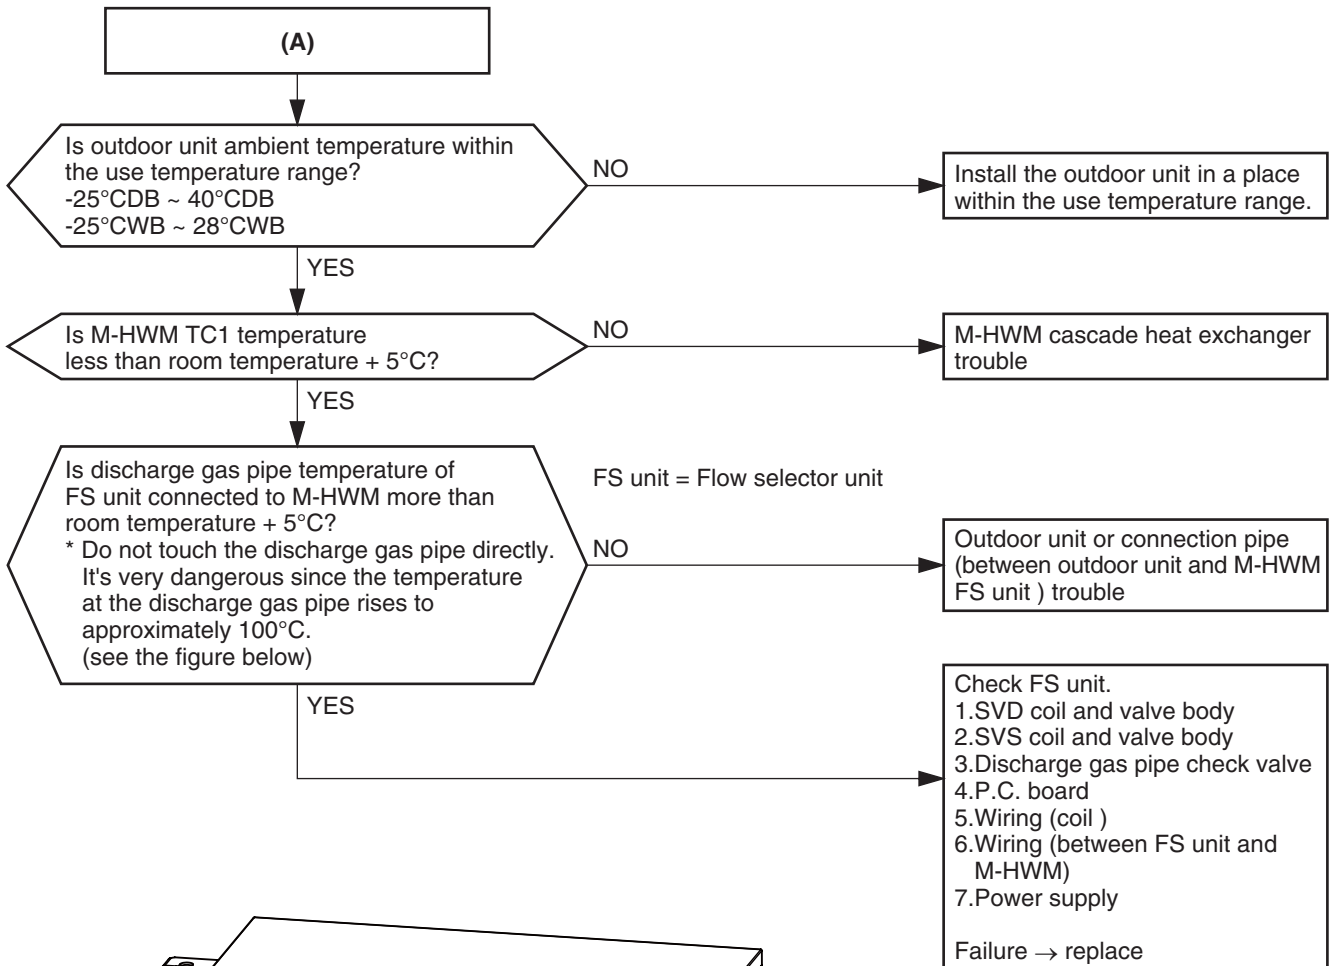 (A)
Is outdoor unit ambient temperature within
the use temperature range?
-25°CDB ~ 40°CDB
-25°CWB ~ 28°CWB
NO
Install the outdoor unit in a place
within the use temperature range.
YES
Is M-HWM TC1 temperature
less than room temperature + 5°C?
NO
M-HWM cascade heat exchanger
trouble
YES
Is discharge gas pipe temperature of
FS unit connected to M-HWM more than
room temperature + 5°C?
* Do not touch the discharge gas pipe directly.
It's very dangerous since the temperature
at the discharge gas pipe rises to
approximately 100°C.
(see the figure below)
FS unit = Flow selector unit
NO
Outdoor unit or connection pipe
(between outdoor unit and M-HWM
FS unit ) trouble
YES
Check FS unit.
1.SVD coil and valve body
2.SVS coil and valve body
3.Discharge gas pipe check valve
4.P.C. board
5.Wiring (coil )
6.Wiring (between FS unit and
M-HWM)
7.Power supply
Failure → replace